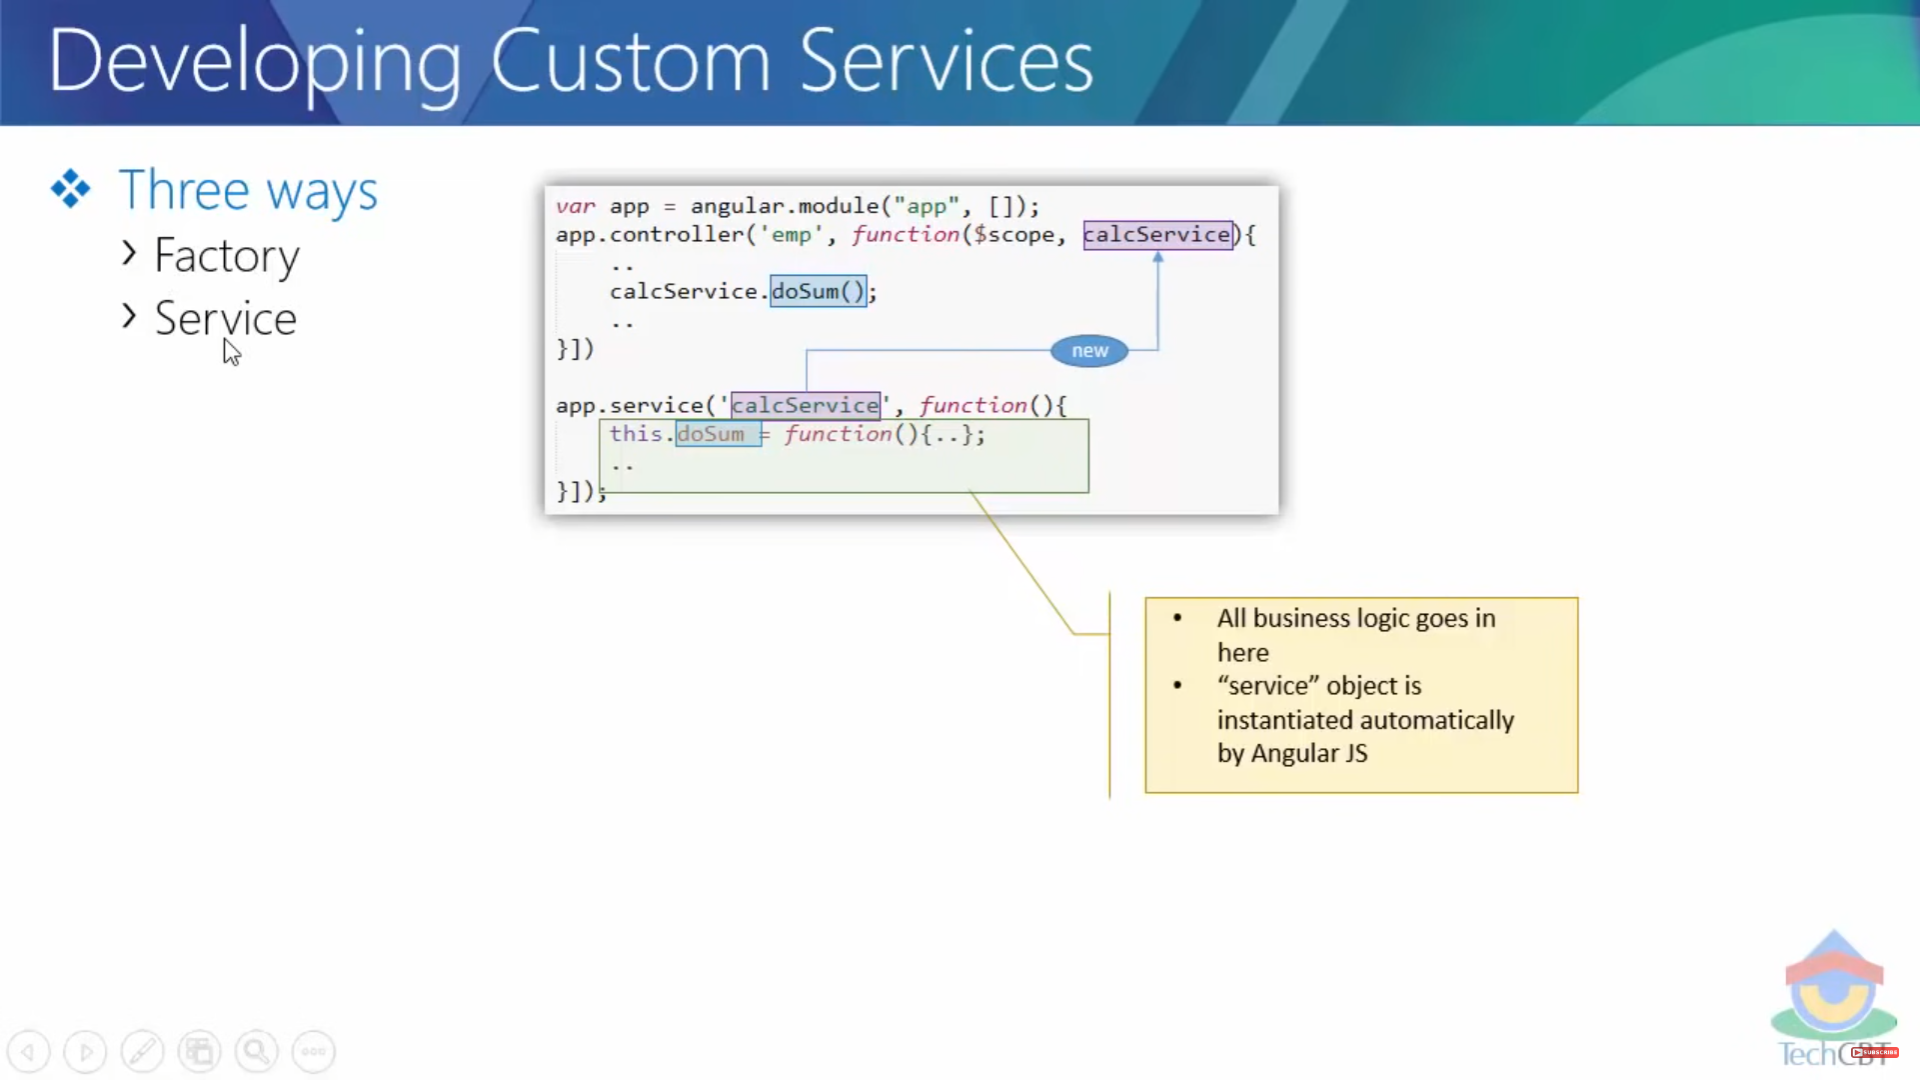 Developing Custom Services
Three ways
Factory
Service
var app = angular.module("app", []);
app.controller('emp', function($scope, calcService){
..
calcService.doSum();
..
}])
new
app.service('calcService', function(){
this.doSum = function(){..};
..
}]);
• All business logic goes in
here
• “service” object is
instantiated automatically
by Angular JS
TechCBT
SUBSCRIBE